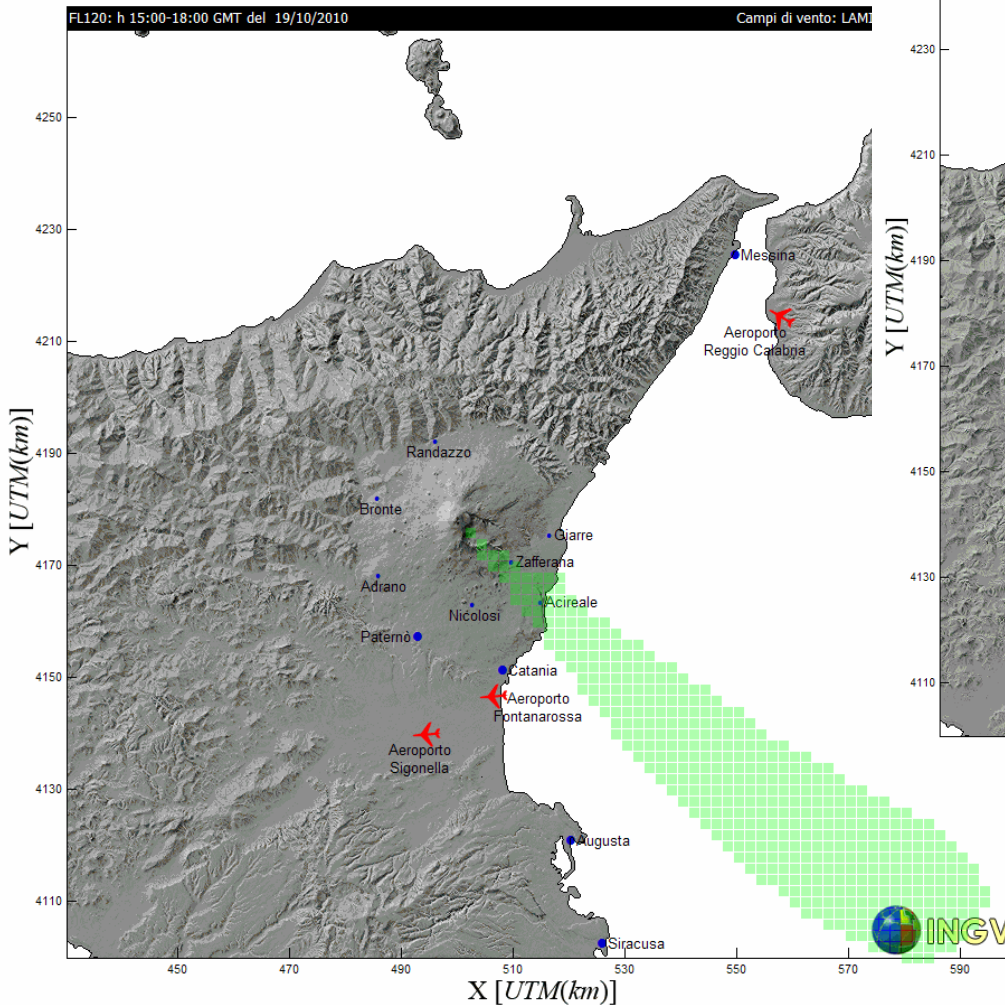 FL120: h 15:00-18:00 GMT del 19/10/2010
Campi di vento: LAMI
4250
4230
4210
4190
4170
4150
4130
4110
Y [UTM(km)]
Messina
Aeroporto
Reggio Calabria
Randazzo
Bronte
Giarre
Zafferana
Adrano
Acireale
Nicolosi
Paternò
Catania
Aeroporto
Fontanarossa
Aeroporto
Sigonella
Augusta
Siracusa
INGV
450
470
490
510
530
550
570
590
X [UTM(km)]
4230
4210
4190
4170
4150
4130
4110
Y [UTM(km)]